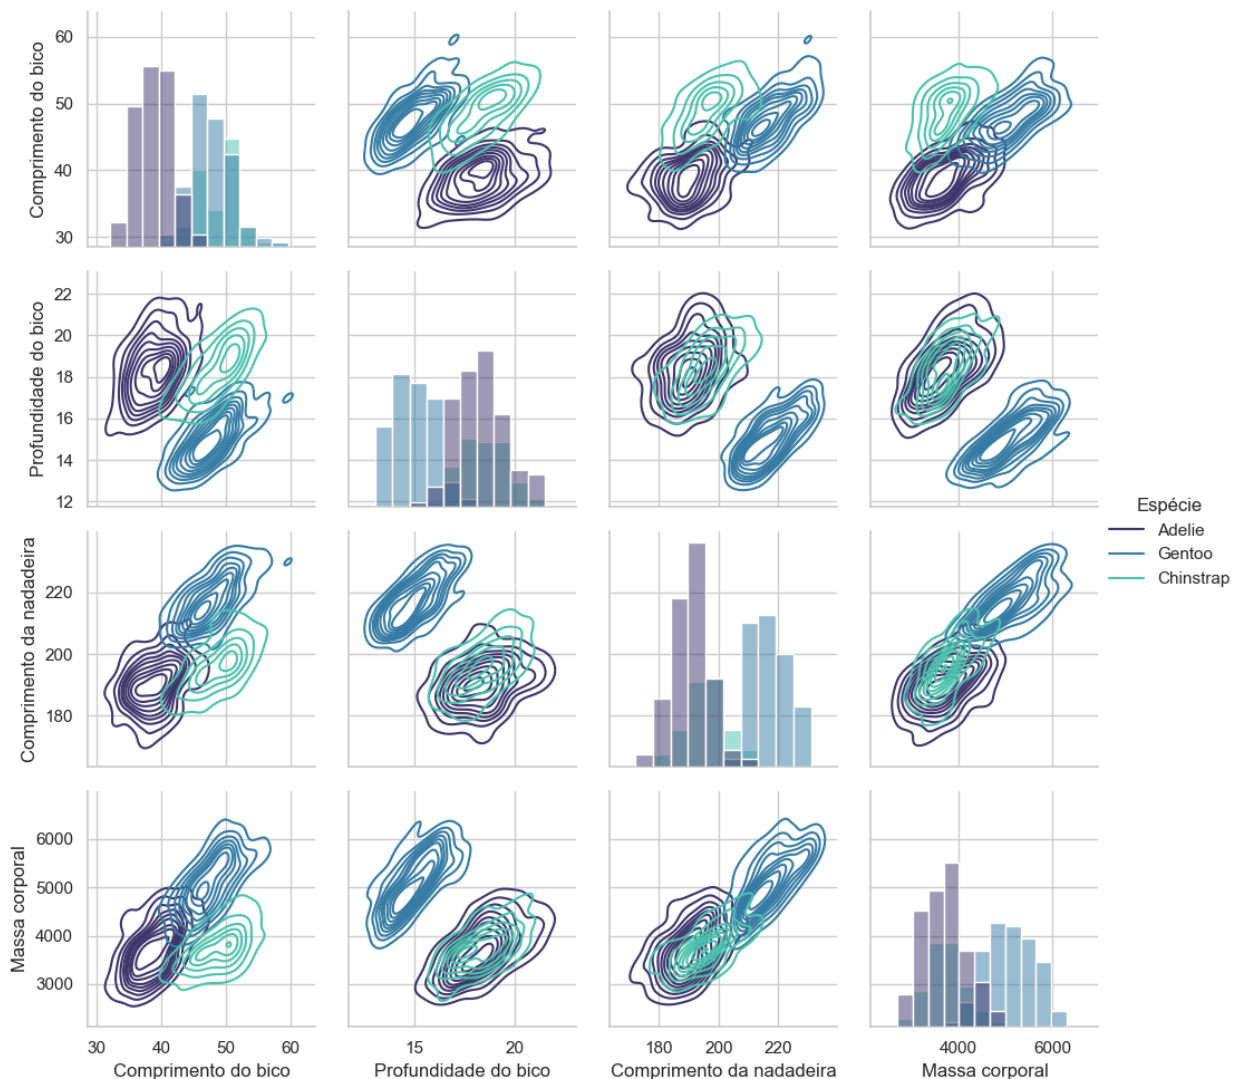 Comprimento do bico
60
50
40
30
Profundidade do bico
22
20
18
16
14
12
Comprimento da nadadeira
220
200
180
Massa corporal
6000
5000
4000
3000
30 40 50 60
15 20
180 200 220
4000 6000
Comprimento do bico
Profundidade do bico
Comprimento da nadadeira
Massa corporal
Espécie
Adelie
Gentoo
Chinstrap